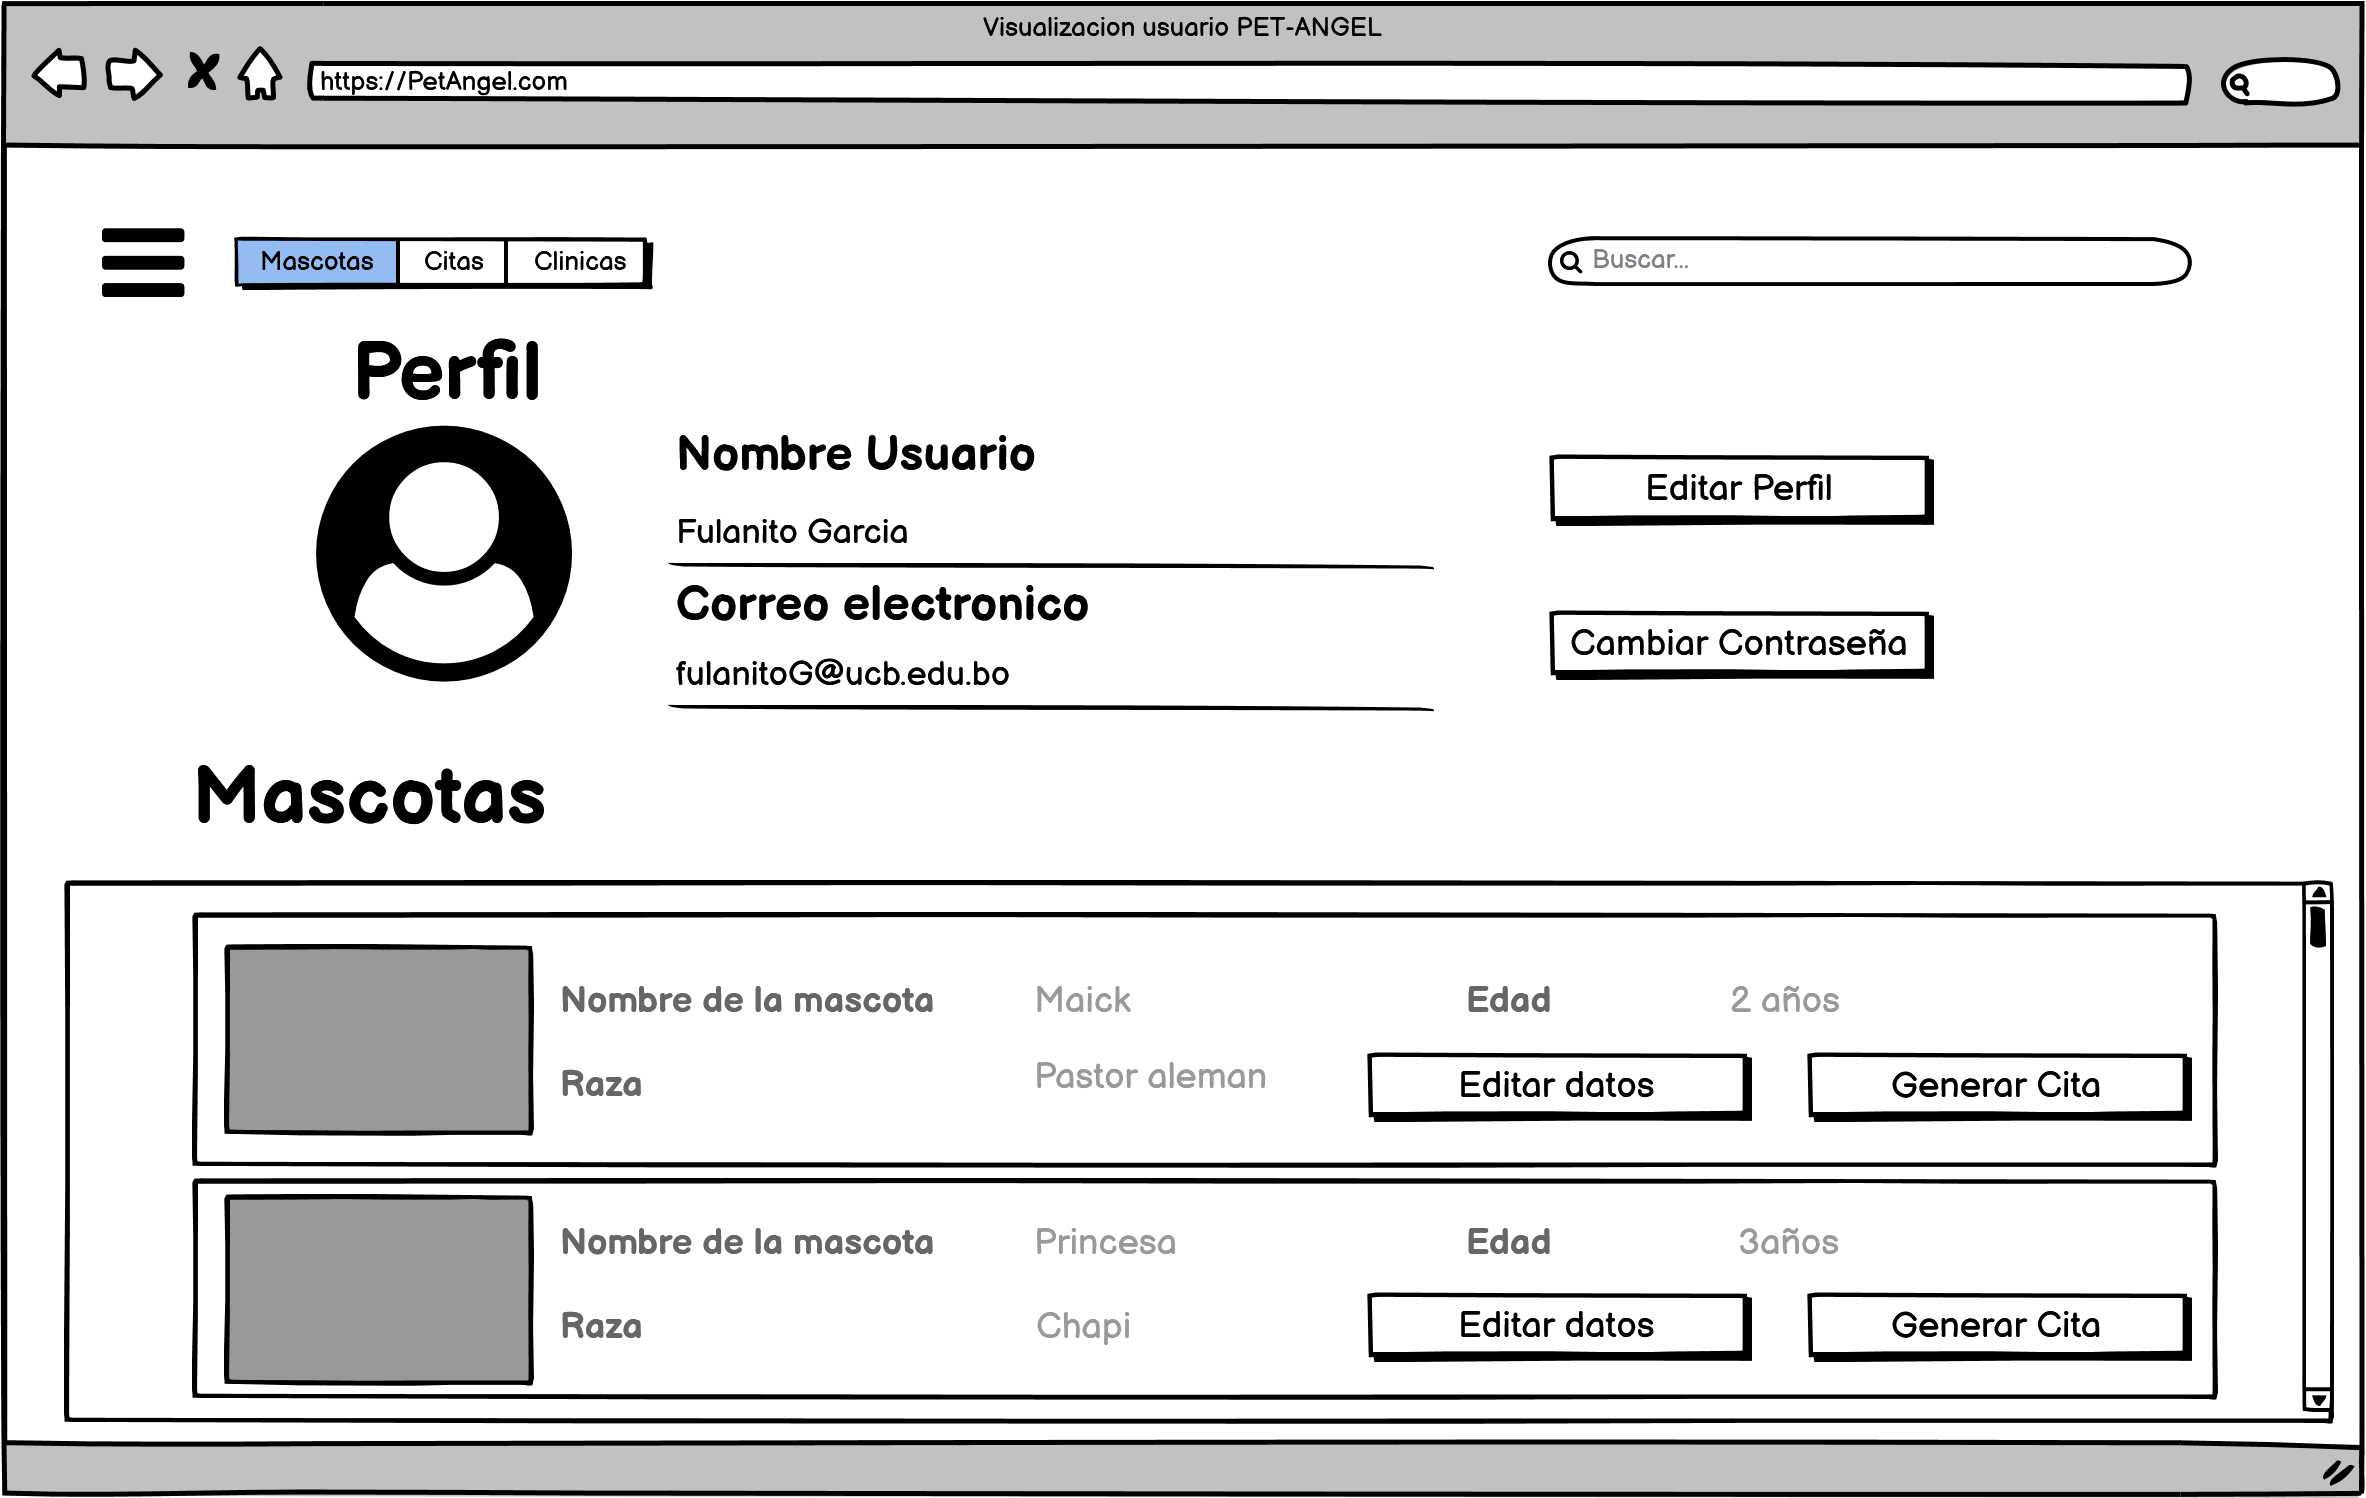 Visualizacion usuario PET-ANGEL
https://PetAngel.com
Mascotas Citas Clinicas
Buscar...
Perfil
Nombre Usuario
Editar Perfil
Fulanito Garcia
Correo electronico
Cambiar Contraseña
fulanitoG@ucb.edu.bo
Mascotas
Nombre de la mascota Maick Edad 2 años
Raza Pastor aleman Editar datos Generar Cita
Nombre de la mascota Princesa Edad 3años
Raza Chapi Editar datos Generar Cita